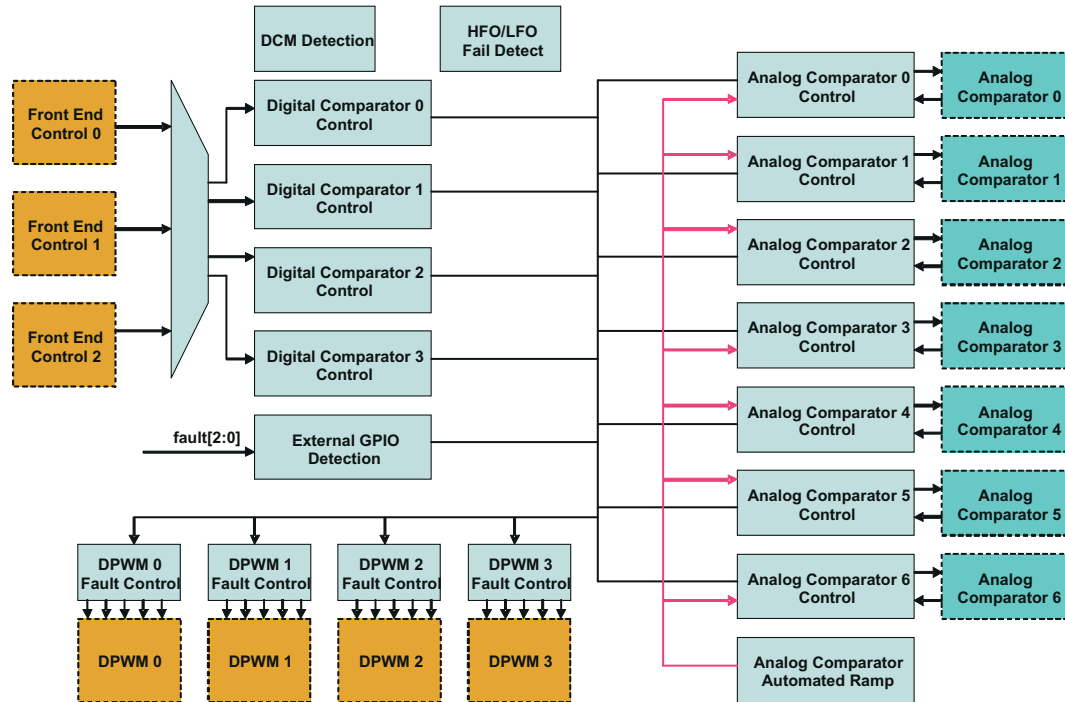 DCM Detection
HFO/LFO
Fail Detect
Front End
Control 0
Front End
Control 1
Front End
Control 2
Digital Comparator 0
Control
Digital Comparator 1
Control
Digital Comparator 2
Control
Digital Comparator 3
Control
fault[2:0]
External GPIO
Detection
Analog Comparator 0
Control
Analog
Comparator 0
Analog Comparator 1
Control
Analog
Comparator 1
Analog Comparator 2
Control
Analog
Comparator 2
Analog Comparator 3
Control
Analog
Comparator 3
Analog Comparator 4
Control
Analog
Comparator 4
Analog Comparator 5
Control
Analog
Comparator 5
Analog Comparator 6
Control
Analog
Comparator 6
Analog Comparator
Automated Ramp
DPWM 0
Fault Control
DPWM 1
Fault Control
DPWM 2
Fault Control
DPWM 3
Fault Control
DPWM 0
DPWM 1
DPWM 2
DPWM 3